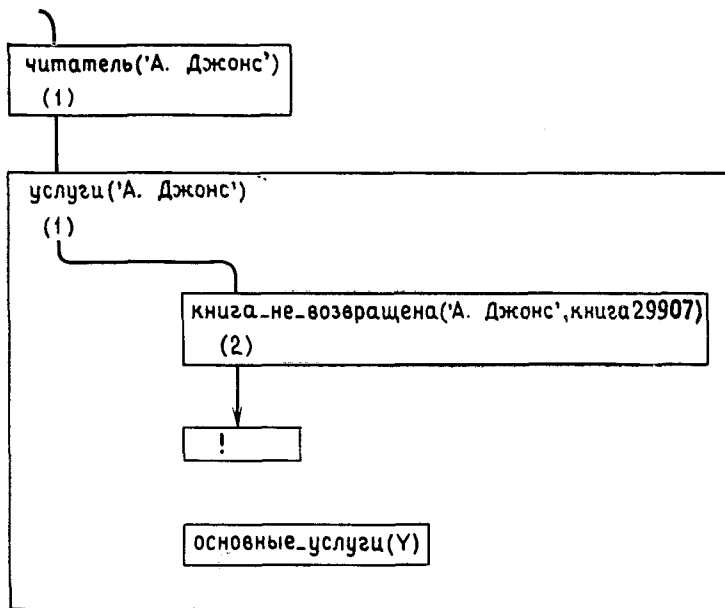 читатель('А. Джонс')
(1)
услуги('А. Джонс')
(1)
книга_не_возвращена('А. Джонс',книга29907)
(2)
!
основные_услуги(Y)